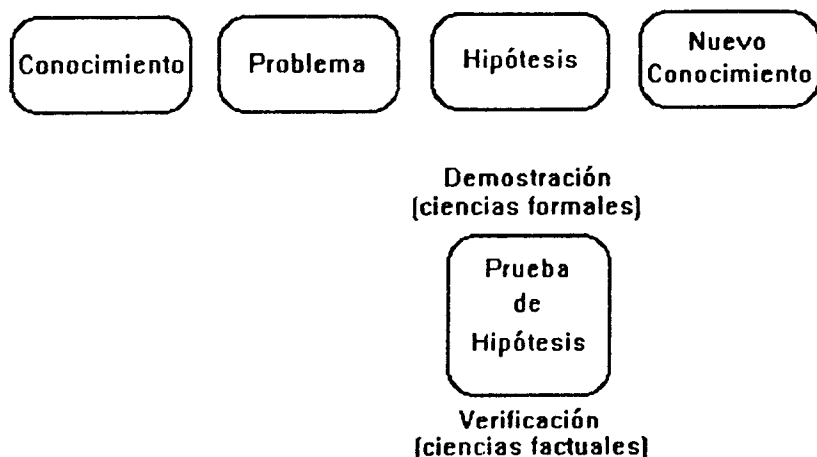 Conocimiento
Problema
Hipótesis
Nuevo
Conocimiento
Demostración
(ciencias formales)
Prueba
de
Hipótesis
Verificación
(ciencias factuales)